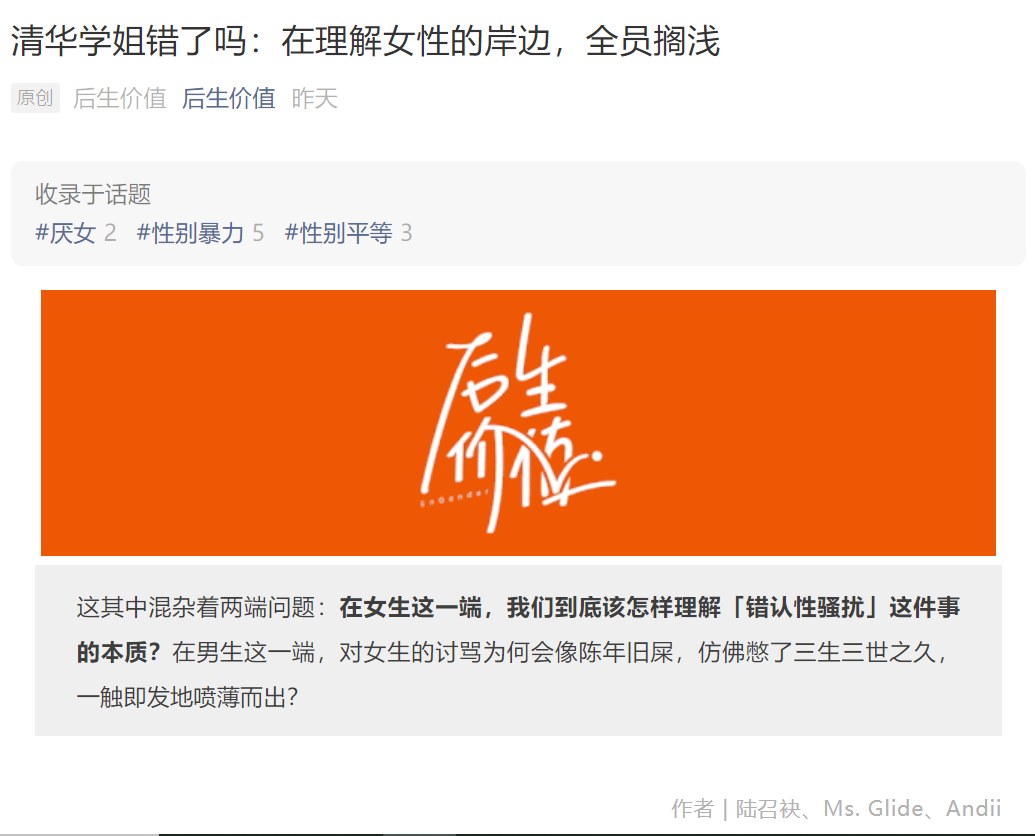 清华学姐错了吗：在理解女性的岸边，全员搁浅
原创 后生价值 后生价值 昨天
收录于话题
#厌女 2 #性别暴力 5 #性别平等 3
后生
价值
EnGender
这其中混杂着两端问题：在女生这一端，我们到底该怎样理解「错认性骚扰」这件事
的本质？在男生这一端，对女生的讨骂为何会像陈年旧屎，仿佛憋了三生三世之久，
一触即发地喷薄而出？
作者 | 陆召袂、Ms. Glide、Andii